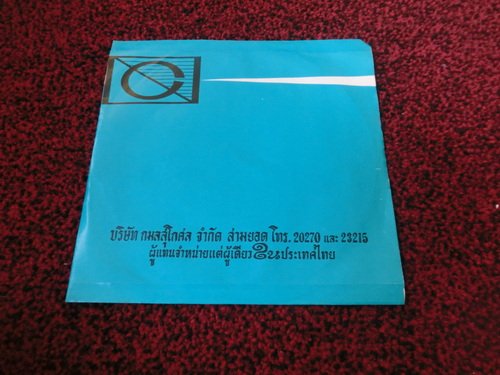 บริษัท กมลสุโกศล จำกัด สามยอด โทร. 20270 และ 23215
ผู้แทนจำหน่ายแต่ผู้เดียวในประเทศไทย